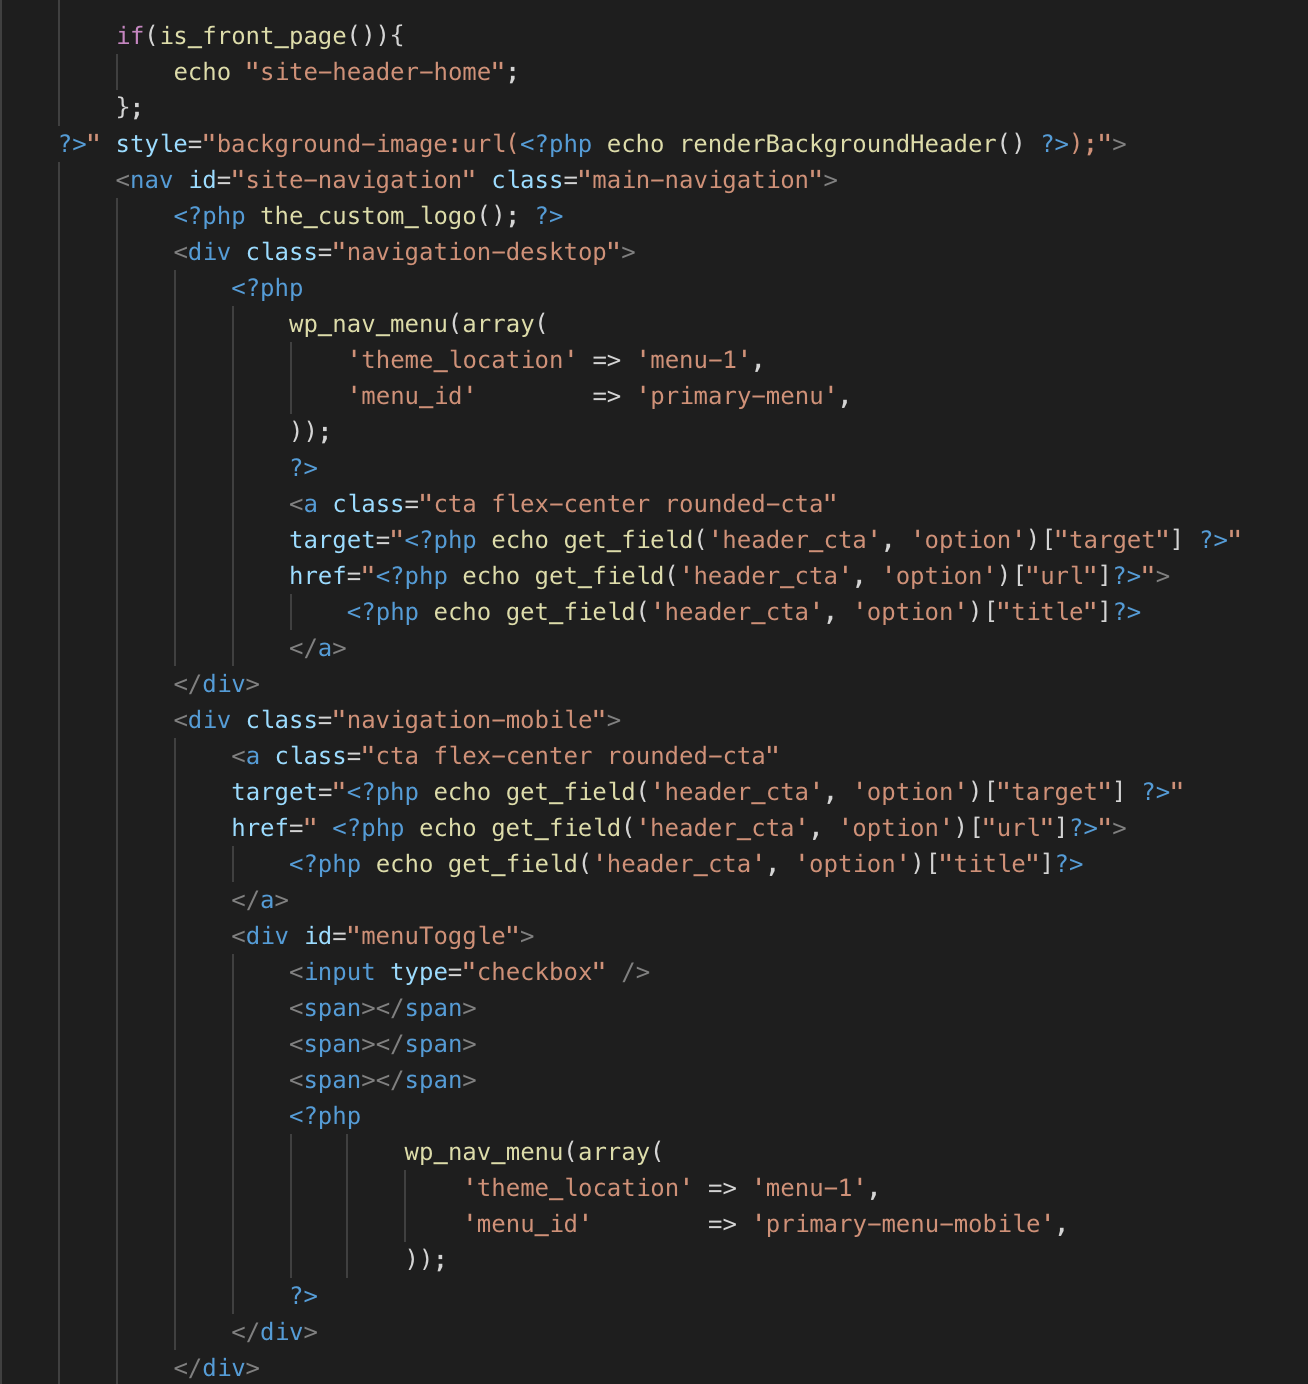 if(is_front_page()){
echo "site-header-home";
};
?>" style="background-image:url(<?php echo renderBackgroundHeader() ?>);">
<nav id="site-navigation" class="main-navigation">
<?php the_custom_logo(); ?>
<div class="navigation-desktop">
<?php
wp_nav_menu(array(
'theme_location' => 'menu-1',
'menu_id'        => 'primary-menu',
));
?>
<a class="cta flex-center rounded-cta"
target="<?php echo get_field('header_cta', 'option')["target"] ?>"
href="<?php echo get_field('header_cta', 'option')["url"]?>">
<?php echo get_field('header_cta', 'option')["title"]?>
</a>
</div>
<div class="navigation-mobile">
<a class="cta flex-center rounded-cta"
target="<?php echo get_field('header_cta', 'option')["target"] ?>"
href=" <?php echo get_field('header_cta', 'option')["url"]?>">
<?php echo get_field('header_cta', 'option')["title"]?>
</a>
<div id="menuToggle">
<input type="checkbox" />
<span></span>
<span></span>
<span></span>
<?php
wp_nav_menu(array(
'theme_location' => 'menu-1',
'menu_id'        => 'primary-menu-mobile',
));
?>
</div>
</div>